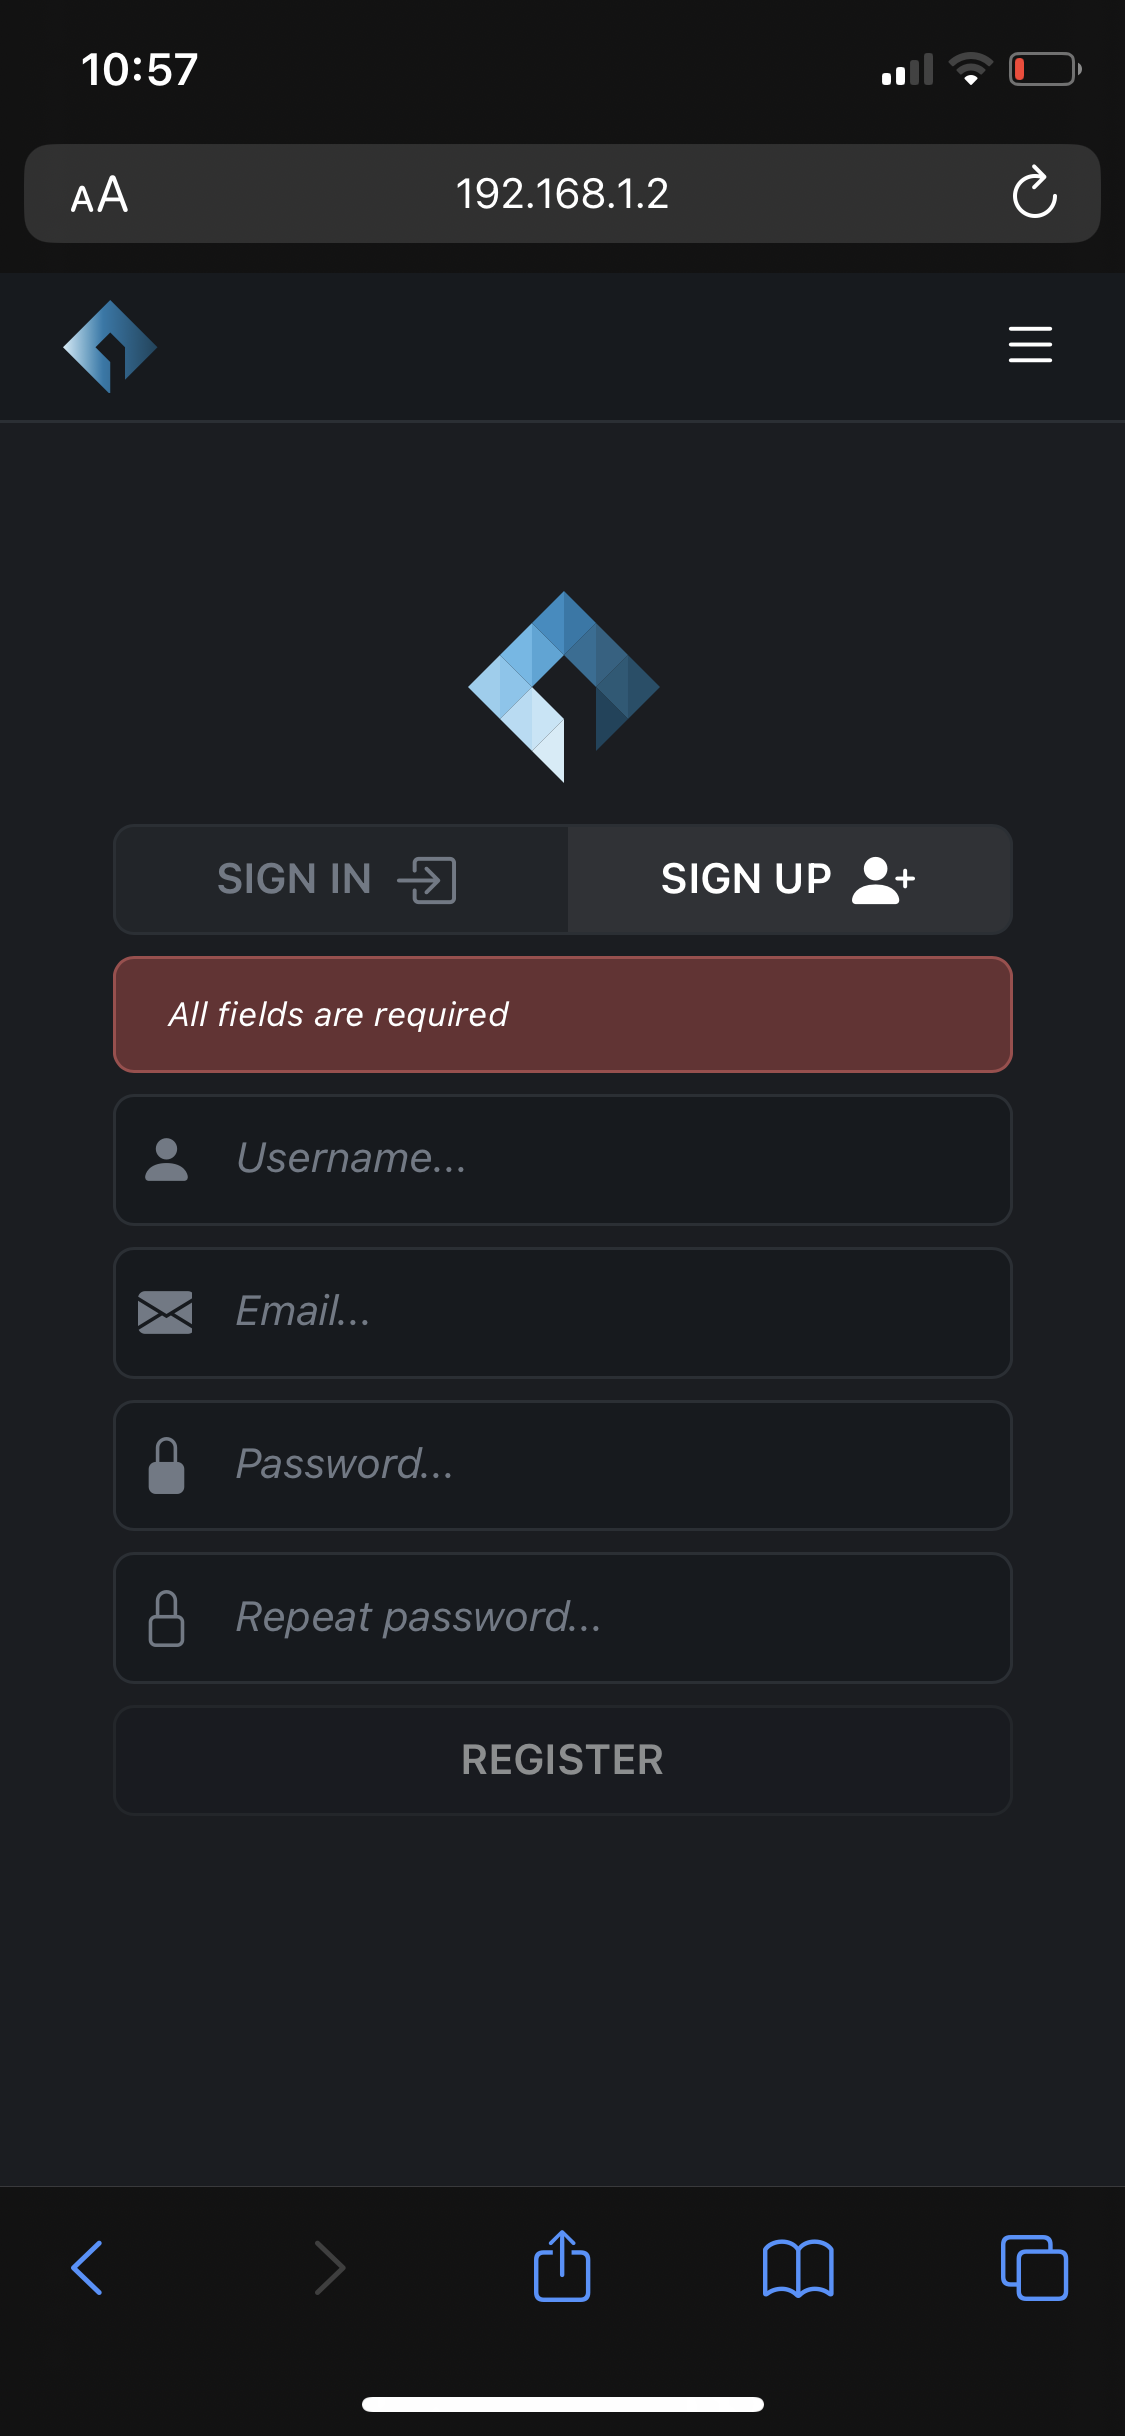 10:57
AA
192.168.1.2
SIGN IN
SIGN UP
All fields are required
Username...
Email...
Password...
Repeat password...
REGISTER